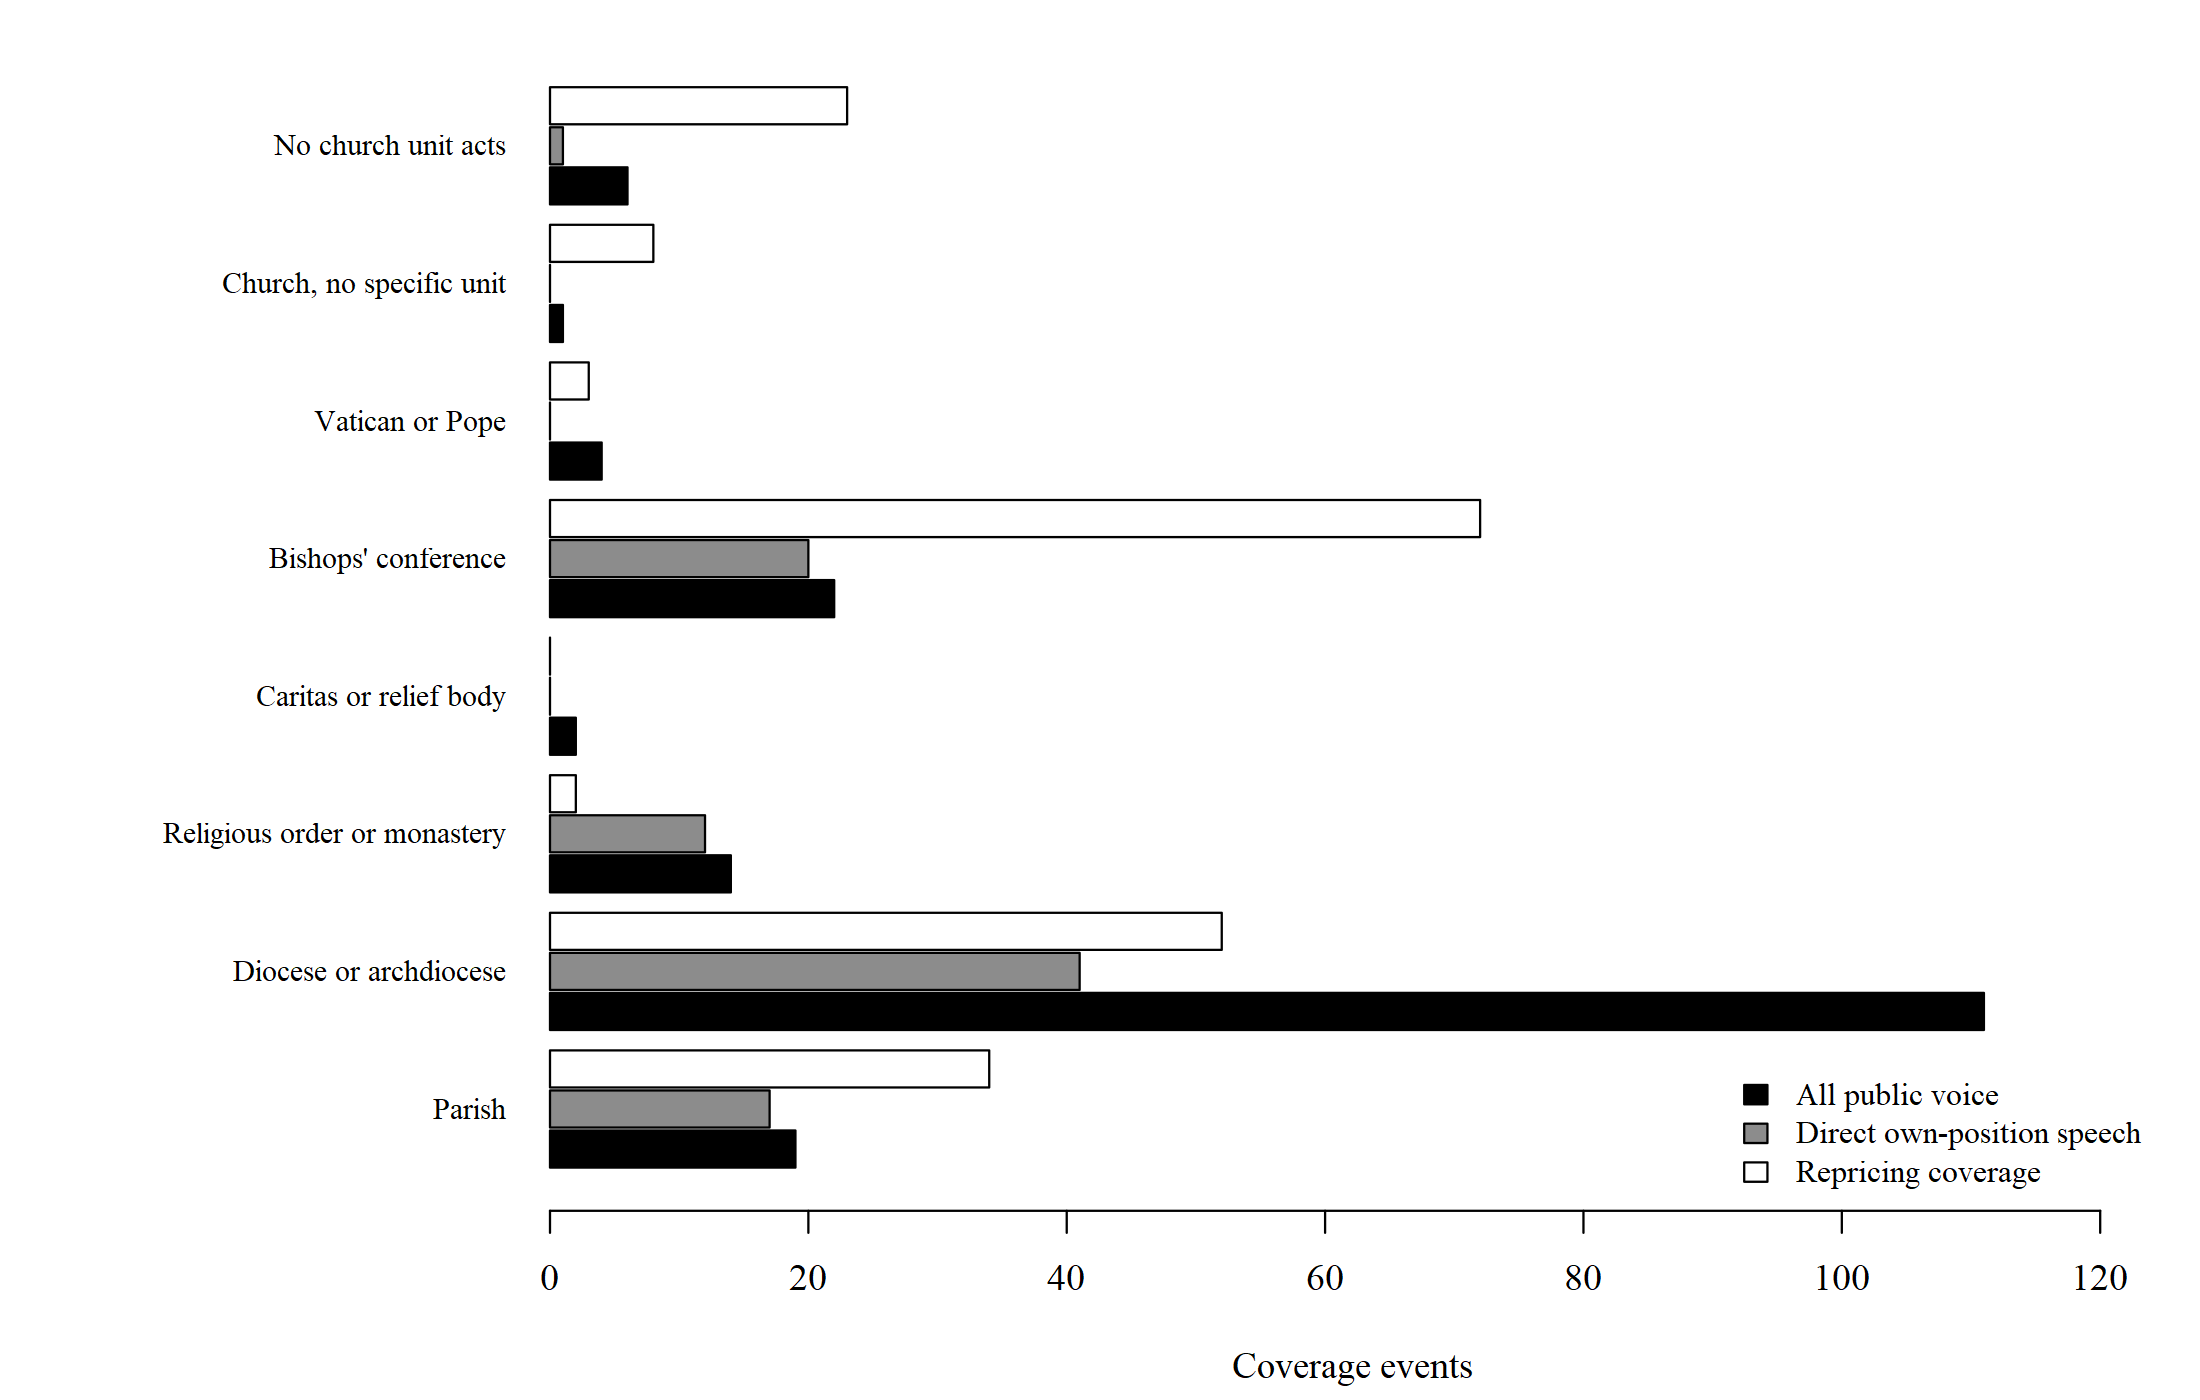 No church unit acts
Church, no specific unit
Vatican or Pope
Bishops' conference
Caritas or relief body
Religious order or monastery
Diocese or archdiocese
Parish
All public voice
Direct own-position speech
Repricing coverage
0 20 40 60 80 100 120
Coverage events